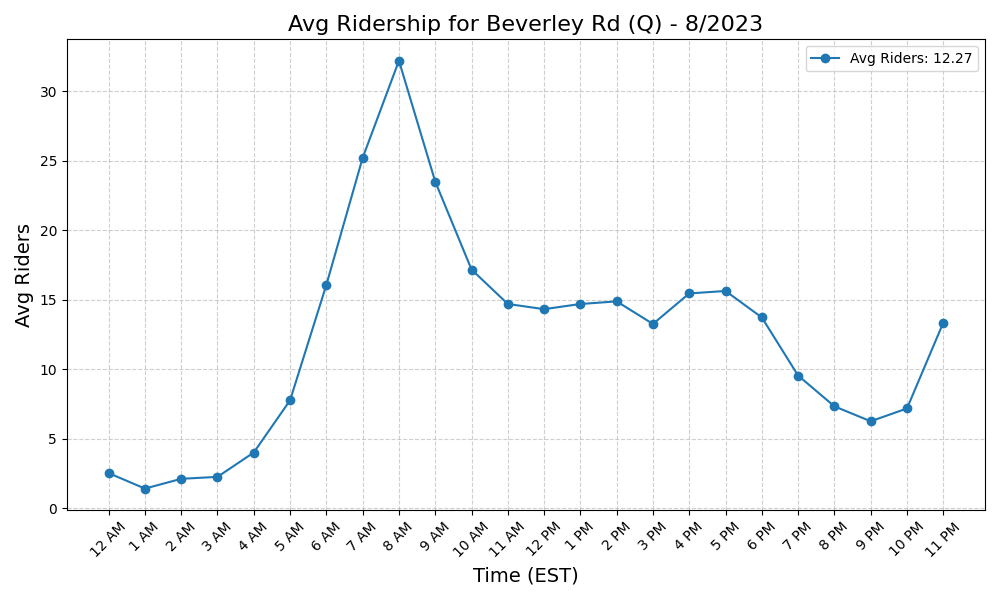 Avg Ridership for Beverley Rd (Q) - 8/2023
Avg Riders: 12.27
Avg Riders
30
25
20
15
10
5
0
12 AM
1 AM
2 AM
3 AM
4 AM
5 AM
6 AM
7 AM
8 AM
9 AM
10 AM
11 AM
12 PM
1 PM
2 PM
3 PM
4 PM
5 PM
6 PM
7 PM
8 PM
9 PM
10 PM
11 PM
Time (EST)